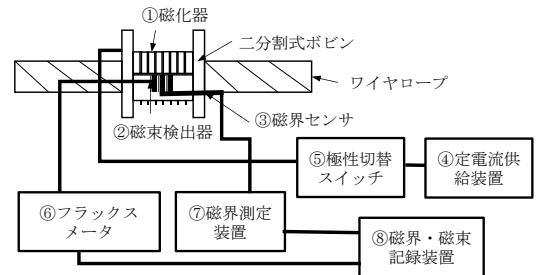 ①磁化器
二分割式ボビン
ワイヤロープ
③磁界センサ
②磁束検出器
⑤極性切替
スイッチ
④定電流供
給装置
⑥フラックス
メータ
⑦磁界測定
装置
⑧磁界・磁束
記録装置